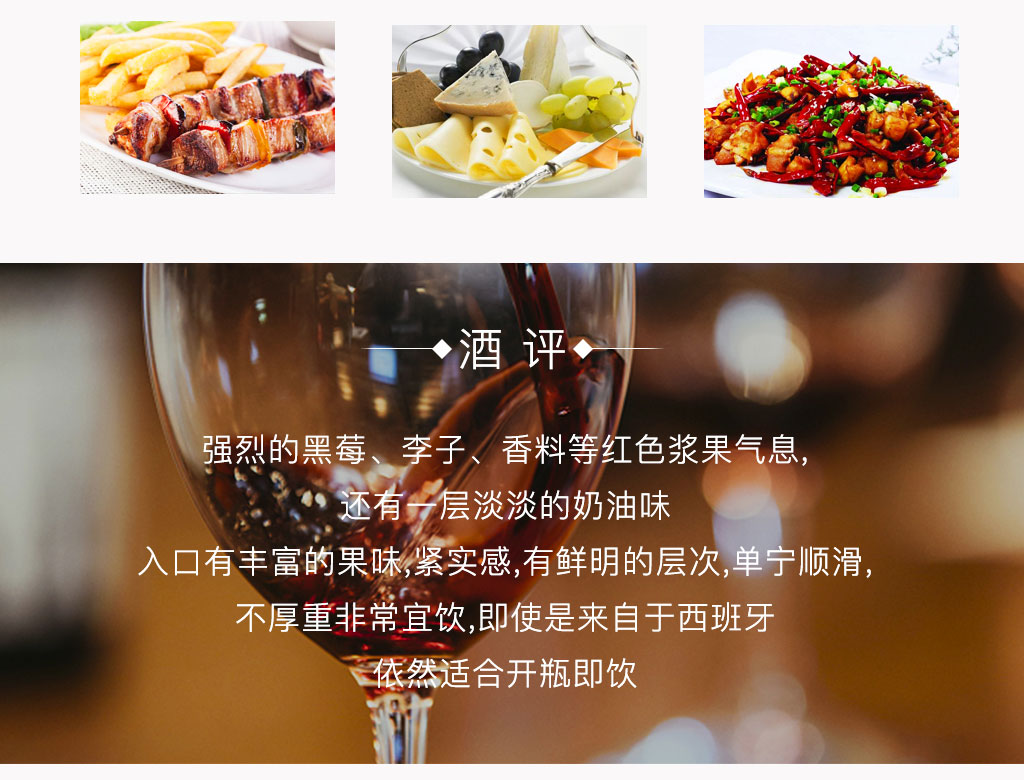 酒 评
强烈的黑莓、李子、香料等红色浆果气息,
还有一层淡淡的奶油味
入口有丰富的果味,紧实感,有鲜明的层次,单宁顺滑,
不厚重非常宜饮,即使是来自于西班牙
依然适合开瓶即饮